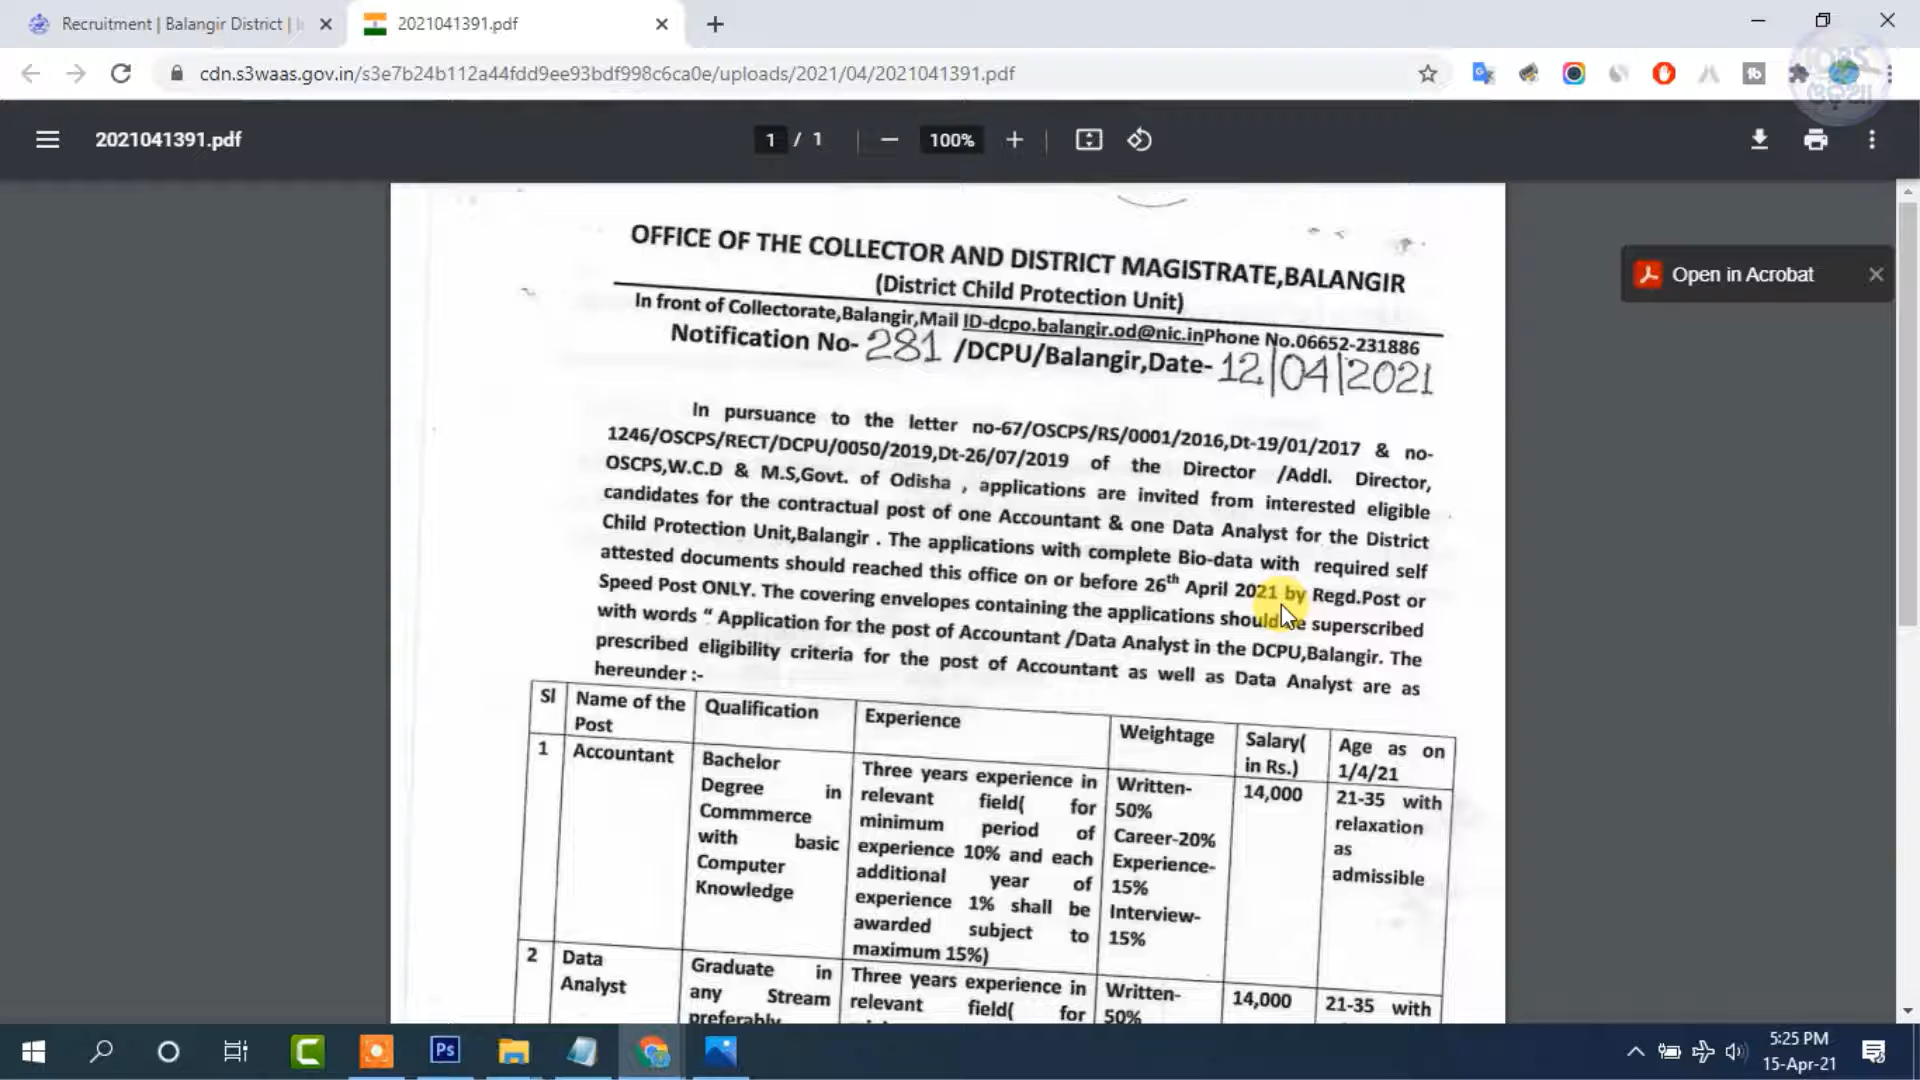 Recruitment | Balangir District |
2021041391.pdf
cdn.s3waas.gov.in/s3e7b24b112a44fdd9ee93bdf998c6ca0e/uploads/2021/04/2021041391.pdf
2021041391.pdf
1 / 1
100%
Open in Acrobat
OFFICE OF THE COLLECTOR AND DISTRICT MAGISTRATE,BALANGIR
(District Child Protection Unit)
In front of Collectorate,Balangir,Mail ID-dcpo.balangir.od@nic.inPhone No.06652-231886
Notification No- 281 /DCPU/Balangir,Date- 12/04/2021
In pursuance to the letter no-67/OSCPS/RS/0001/2016,Dt-19/01/2017 & no-
1246/OSCPS/RECT/DCPU/0050/2019,Dt-26/07/2019 of the Director /Addl. Director,
OSCPS,W.C.D & M.S,Govt. of Odisha , applications are invited from interested eligible
candidates for the contractual post of one Accountant & one Data Analyst for the District
Child Protection Unit,Balangir . The applications with complete Bio-data with required self
attested documents should reached this office on or before 26th April 2021 by Regd.Post or
Speed Post ONLY. The covering envelopes containing the applications should be superscribed
with words “ Application for the post of Accountant /Data Analyst in the DCPU,Balangir. The
prescribed eligibility criteria for the post of Accountant as well as Data Analyst are as
hereunder :-
Sl
Name of the
Post
Qualification
Experience
Weightage
Salary(
in Rs.)
Age as on
1/4/21
1
Accountant
Bachelor
Degree in
Commmerce
with basic
Computer
Knowledge
Three years experience in
relevant field( for
minimum period of
experience 10% and each
additional year of
experience 1% shall be
awarded subject to
maximum 15%)
Written-
50%
Career-20%
Experience-
15%
Interview-
15%
14,000
21-35 with
relaxation
as
admissible
2
Data
Analyst
Graduate in
any Stream
preferably
Three years experience in
relevant field( for
Written-
50%
14,000
21-35 with
Ps
5:25 PM
15-Apr-21